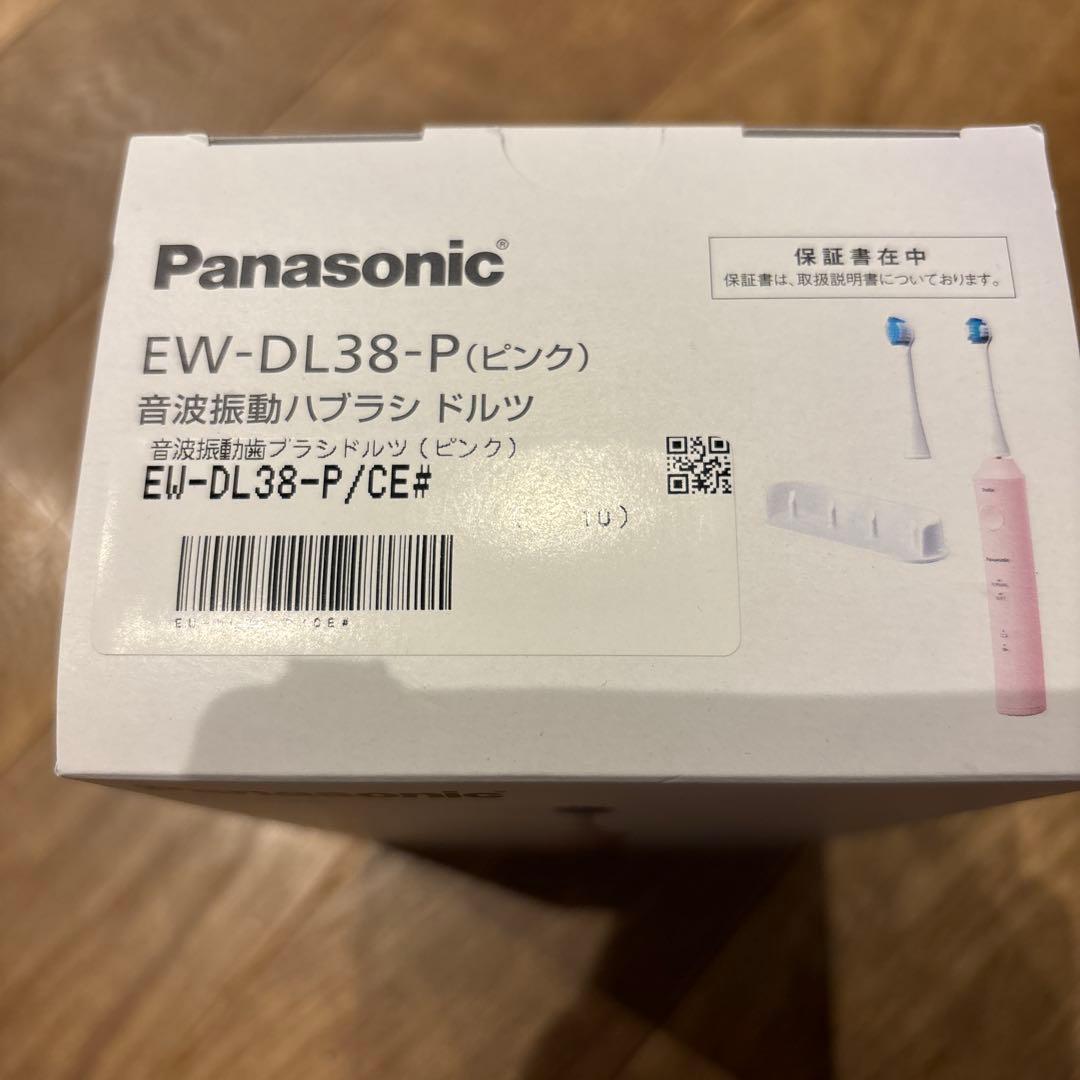 Panasonic®
EW-DL38-P(ピンク)
音波振動ハブラシ ドルツ
音波振動歯ブラシドルツ(ピンク)
EW-DL38-P/CE#
保証書在中
保証書は、取扱説明書についております。
Panasonic
Panasonic